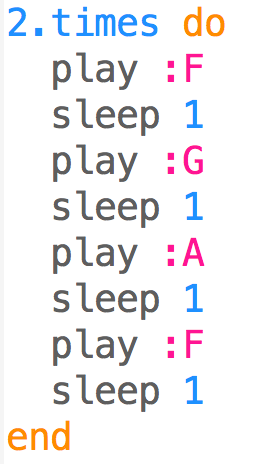 2.times do
  play :F
  sleep 1
  play :G
  sleep 1
  play :A
  sleep 1
  play :F
  sleep 1
end